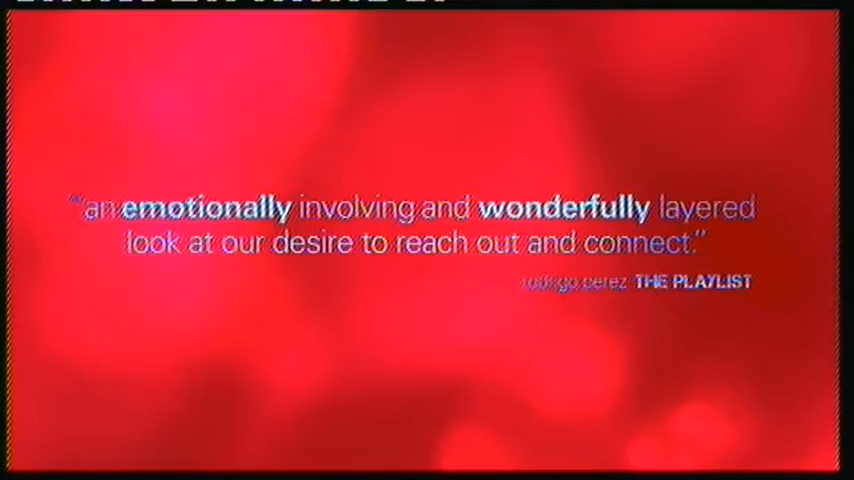 "an emotionally involving and wonderfully layered
look at our desire to reach out and connect."
rodrigo perez THE PLAYLIST